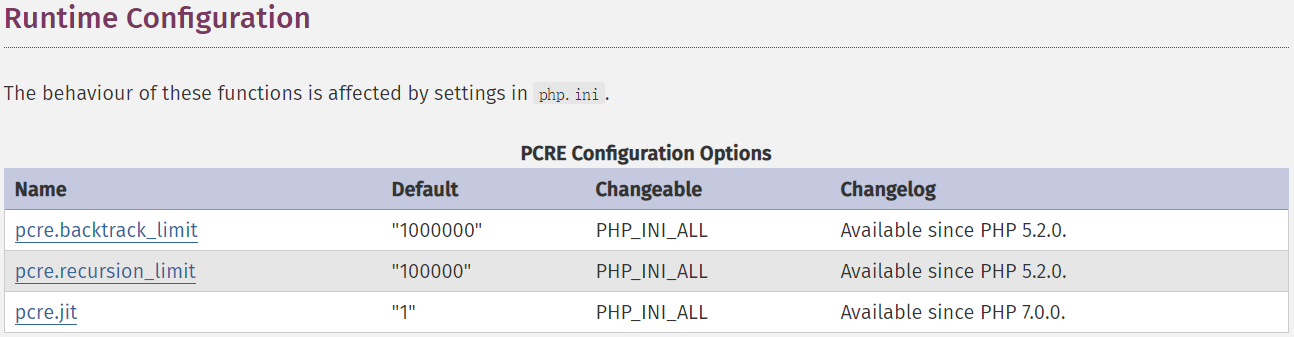 Runtime Configuration
The behaviour of these functions is affected by settings in php.ini.
PCRE Configuration Options
Name Default Changeable Changelog
pcre.backtrack_limit "1000000" PHP_INI_ALL Available since PHP 5.2.0.
pcre.recursion_limit "100000" PHP_INI_ALL Available since PHP 5.2.0.
pcre.jit "1" PHP_INI_ALL Available since PHP 7.0.0.